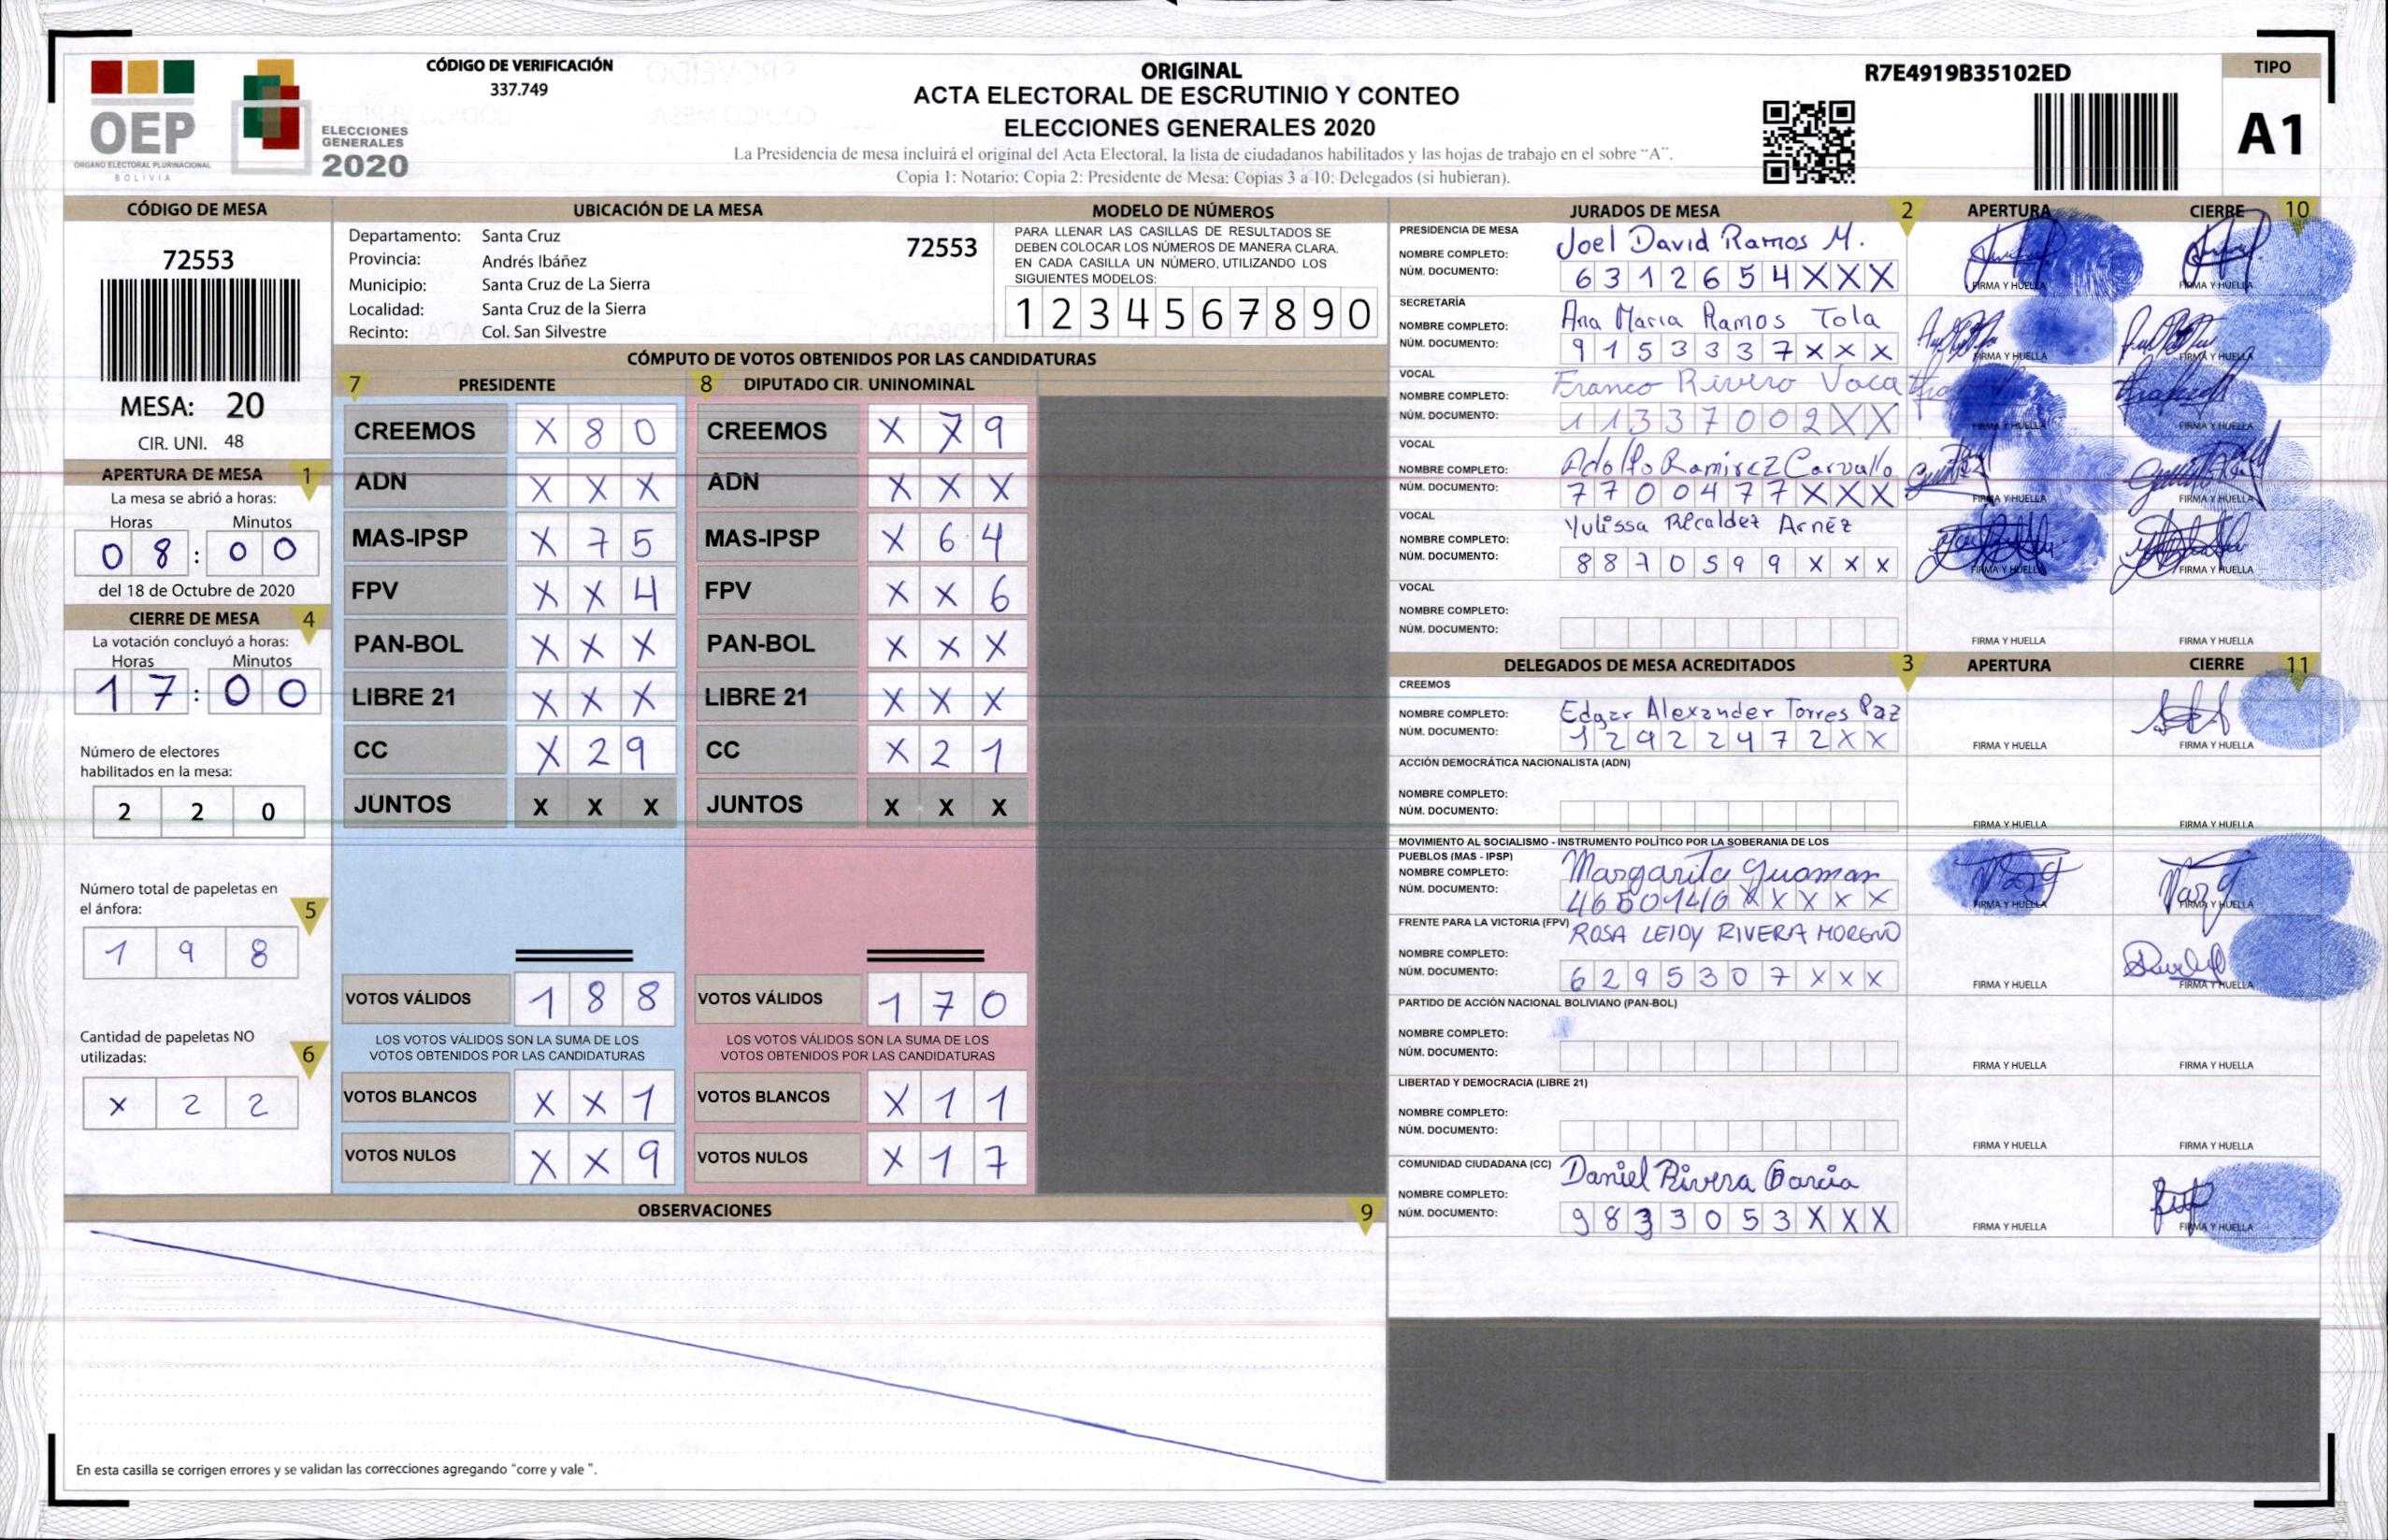 CÓDIGO DE VERIFICACIÓN
337.749
OEP
ÓRGANO ELECTORAL PLURINACIONAL
BOLIVIA
ELECCIONES
GENERALES
2020
ORIGINAL
ACTA ELECTORAL DE ESCRUTINIO Y CONTEO
ELECCIONES GENERALES 2020
La Presidencia de mesa incluirá el original del Acta Electoral, la lista de ciudadanos habilitados y las hojas de trabajo en el sobre “A”.
Copia 1: Notario: Copia 2: Presidente de Mesa: Copias 3 a 10: Delegados (si hubieran).
R7E4919B35102ED
TIPO
A1
CÓDIGO DE MESA
72553
MESA: 20
CIR. UNI. 48
APERTURA DE MESA 1
La mesa se abrió a horas:
Horas Minutos
0 8 : 0 0
del 18 de Octubre de 2020
CIERRE DE MESA 4
La votación concluyó a horas:
Horas Minutos
1 7 : 0 0
Número de electores
habilitados en la mesa:
2 2 0
Número total de papeletas en
el ánfora: 5
1 9 8
Cantidad de papeletas NO
utilizadas: 6
X 2 2
UBICACIÓN DE LA MESA
Departamento: Santa Cruz 72553
Provincia: Andrés Ibáñez
Municipio: Santa Cruz de La Sierra
Localidad: Santa Cruz de la Sierra
Recinto: Col. San Silvestre
MODELO DE NÚMEROS
PARA LLENAR LAS CASILLAS DE RESULTADOS SE
DEBEN COLOCAR LOS NÚMEROS DE MANERA CLARA.
EN CADA CASILLA UN NÚMERO, UTILIZANDO LOS
SIGUIENTES MODELOS:
1 2 3 4 5 6 7 8 9 0
CÓMPUTO DE VOTOS OBTENIDOS POR LAS CANDIDATURAS
7 PRESIDENTE 8 DIPUTADO CIR. UNINOMINAL
CREEMOS X 8 0 CREEMOS X 7 9
ADN X X X ADN X X X
MAS-IPSP X 7 5 MAS-IPSP X 6 4
FPV X X 4 FPV X X 6
PAN-BOL X X X PAN-BOL X X X
LIBRE 21 X X X LIBRE 21 X X X
CC X 2 9 CC X 2 1
JUNTOS X X X JUNTOS X X X
VOTOS VÁLIDOS 1 8 8 VOTOS VÁLIDOS 1 7 0
LOS VOTOS VÁLIDOS SON LA SUMA DE LOS LOS VOTOS VÁLIDOS SON LA SUMA DE LOS
VOTOS OBTENIDOS POR LAS CANDIDATURAS VOTOS OBTENIDOS POR LAS CANDIDATURAS
VOTOS BLANCOS X X 1 VOTOS BLANCOS X 1 1
VOTOS NULOS X X 9 VOTOS NULOS X 1 7
OBSERVACIONES 9
En esta casilla se corrigen errores y se validan las correcciones agregando “corre y vale ”.
JURADOS DE MESA 2 APERTURA CIERRE 10
PRESIDENCIA DE MESA
NOMBRE COMPLETO: Joel David Ramos M.
NÚM. DOCUMENTO: 6 3 1 2 6 5 4 X X X
FIRMA Y HUELLA FIRMA Y HUELLA
SECRETARÍA
NOMBRE COMPLETO: Ana Maria Ramos Tola
NÚM. DOCUMENTO: 9 1 5 3 3 3 7 X X X
FIRMA Y HUELLA FIRMA Y HUELLA
VOCAL
NOMBRE COMPLETO: Franco Rivero Vaca
NÚM. DOCUMENTO: 1 1 3 3 7 0 0 2 X X
FIRMA Y HUELLA FIRMA Y HUELLA
VOCAL
NOMBRE COMPLETO: Adolfo Ramirez Carvallo
NÚM. DOCUMENTO: 7 7 0 0 4 7 7 X X X
FIRMA Y HUELLA FIRMA Y HUELLA
VOCAL
NOMBRE COMPLETO: Yulissa Recaldez Arnéz
NÚM. DOCUMENTO: 8 8 7 0 5 9 9 X X X
FIRMA Y HUELLA FIRMA Y HUELLA
VOCAL
NOMBRE COMPLETO:
NÚM. DOCUMENTO:
FIRMA Y HUELLA FIRMA Y HUELLA
DELEGADOS DE MESA ACREDITADOS 3 APERTURA CIERRE 11
CREEMOS
NOMBRE COMPLETO: Edgar Alexander Torres Paz
NÚM. DOCUMENTO: 1 2 9 2 2 4 7 2 X X
FIRMA Y HUELLA FIRMA Y HUELLA
ACCIÓN DEMOCRÁTICA NACIONALISTA (ADN)
NOMBRE COMPLETO:
NÚM. DOCUMENTO:
FIRMA Y HUELLA FIRMA Y HUELLA
MOVIMIENTO AL SOCIALISMO - INSTRUMENTO POLÍTICO POR LA SOBERANIA DE LOS
PUEBLOS (MAS - IPSP)
NOMBRE COMPLETO: Margarita Guaman
NÚM. DOCUMENTO: X X X X
FIRMA Y HUELLA FIRMA Y HUELLA
FRENTE PARA LA VICTORIA (FPV) ROSA LEIDY RIVERA MORENO
NOMBRE COMPLETO:
NÚM. DOCUMENTO: 6 2 9 5 3 0 7 X X X
FIRMA Y HUELLA FIRMA Y HUELLA
PARTIDO DE ACCIÓN NACIONAL BOLIVIANO (PAN-BOL)
NOMBRE COMPLETO:
NÚM. DOCUMENTO:
FIRMA Y HUELLA FIRMA Y HUELLA
LIBERTAD Y DEMOCRACIA (LIBRE 21)
NOMBRE COMPLETO:
NÚM. DOCUMENTO:
FIRMA Y HUELLA FIRMA Y HUELLA
COMUNIDAD CIUDADANA (CC) Daniel Rivera Garcia
NOMBRE COMPLETO:
NÚM. DOCUMENTO: 9 8 3 3 0 5 3 X X X
FIRMA Y HUELLA FIRMA Y HUELLA